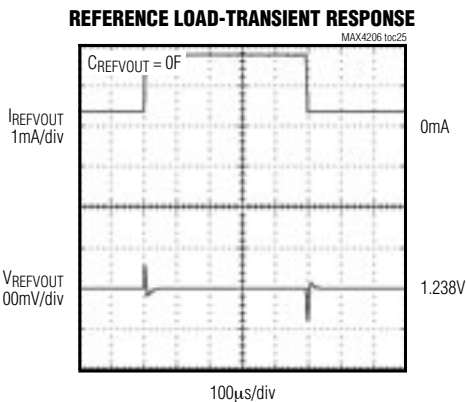 REFERENCE LOAD-TRANSIENT RESPONSE
MAX4206 toc25
CREFVOUT = 0F
IREFVOUT
1mA/div
0mA
VREFVOUT
00mV/div
1.238V
100µs/div